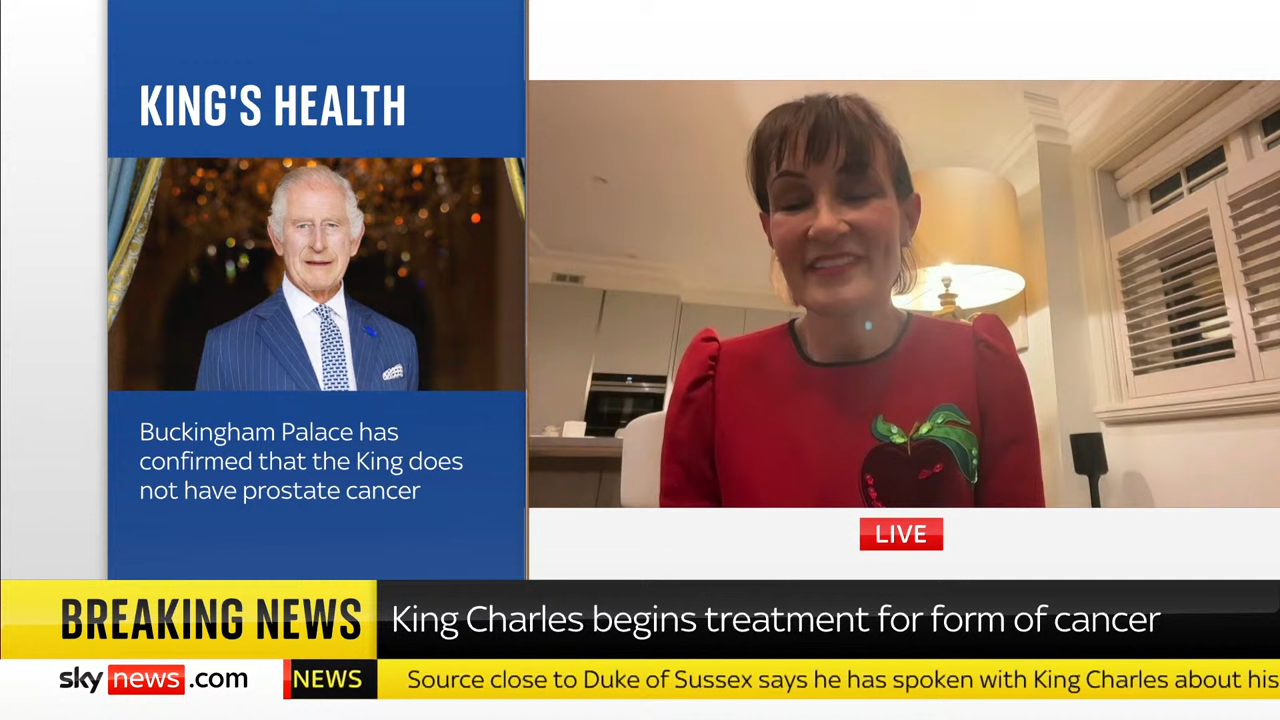 KING'S HEALTH
Buckingham Palace has
confirmed that the King does
not have prostate cancer
LIVE
BREAKING NEWS
King Charles begins treatment for form of cancer
sky news.com
NEWS
Source close to Duke of Sussex says he has spoken with King Charles about his